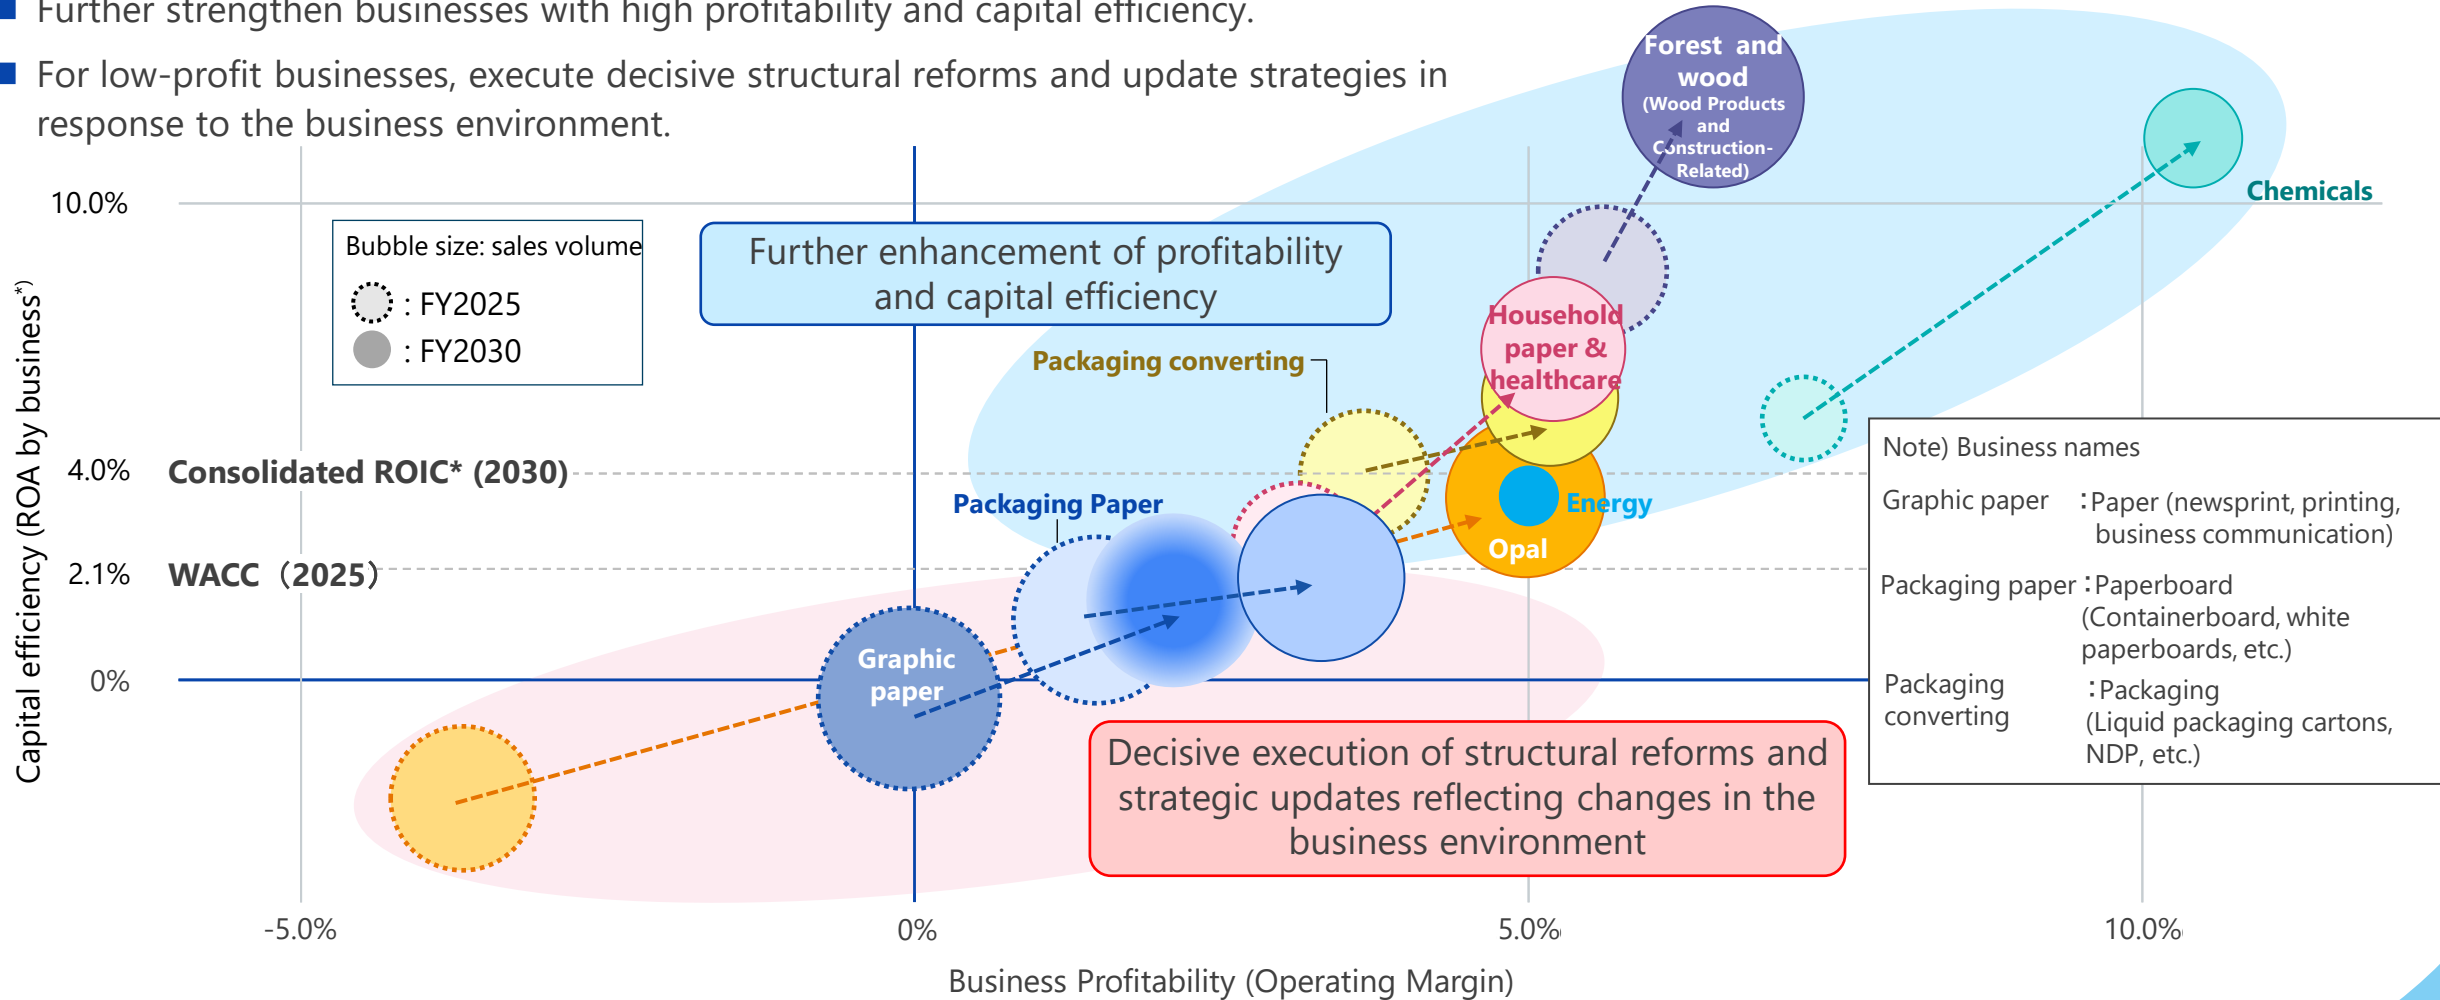 Further strengthen businesses with high profitability and capital efficiency.
For low-profit businesses, execute decisive structural reforms and update strategies in
response to the business environment.
Forest and
wood
(Wood Products
and
Construction-
Related)
Chemicals
10.0%
Bubble size: sales volume
: FY2025
: FY2030
Further enhancement of profitability
and capital efficiency
Household
paper &
healthcare
Packaging converting
Capital efficiency (ROA by business*)
4.0%
Consolidated ROIC* (2030)
Packaging Paper
Energy
Opal
2.1%
WACC（2025）
0%
Graphic
paper
Note) Business names
Graphic paper ：Paper (newsprint, printing,
business communication)
Packaging paper：Paperboard
(Containerboard, white
paperboards, etc.)
Packaging ：Packaging
converting (Liquid packaging cartons,
NDP, etc.)
Decisive execution of structural reforms and
strategic updates reflecting changes in the
business environment
-5.0%
0%
5.0%
10.0%
Business Profitability (Operating Margin)